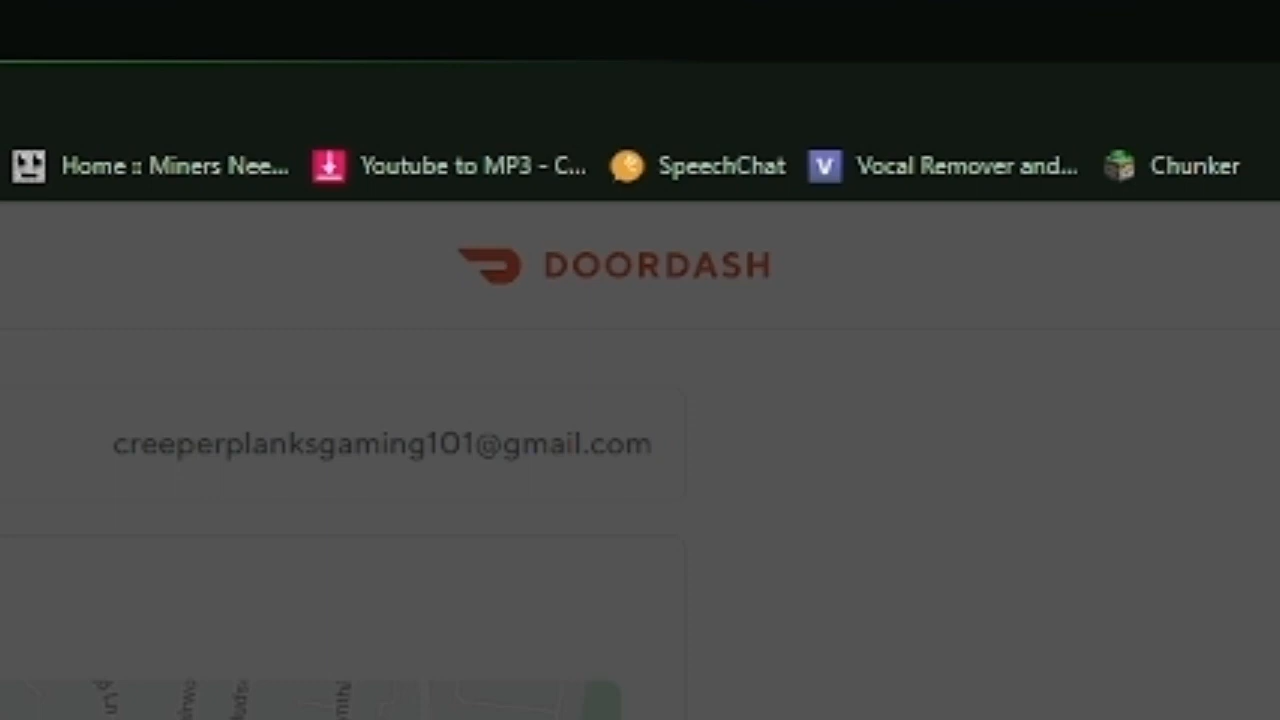 Home :: Miners Nee... Youtube to MP3 - C... SpeechChat V Vocal Remover and... Chunker
DOORDASH
creeperplanksgaming101@gmail.com